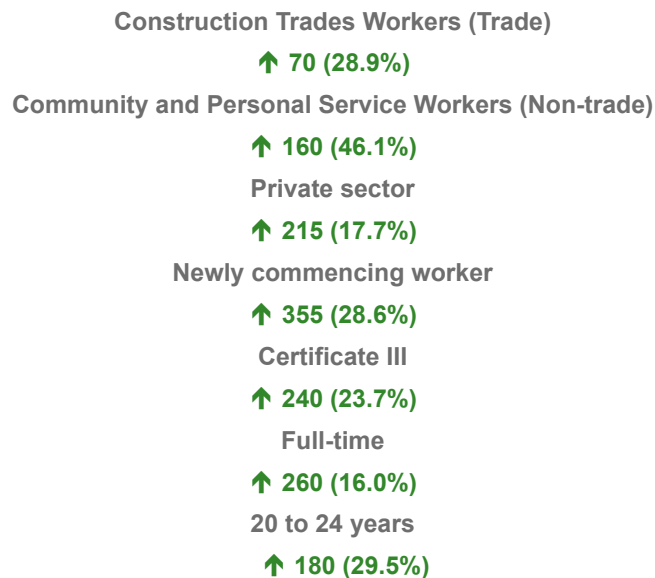 Construction Trades Workers (Trade)
↑ 70 (28.9%)
Community and Personal Service Workers (Non-trade)
↑ 160 (46.1%)
Private sector
↑ 215 (17.7%)
Newly commencing worker
↑ 355 (28.6%)
Certificate III
↑ 240 (23.7%)
Full-time
↑ 260 (16.0%)
20 to 24 years
↑ 180 (29.5%)